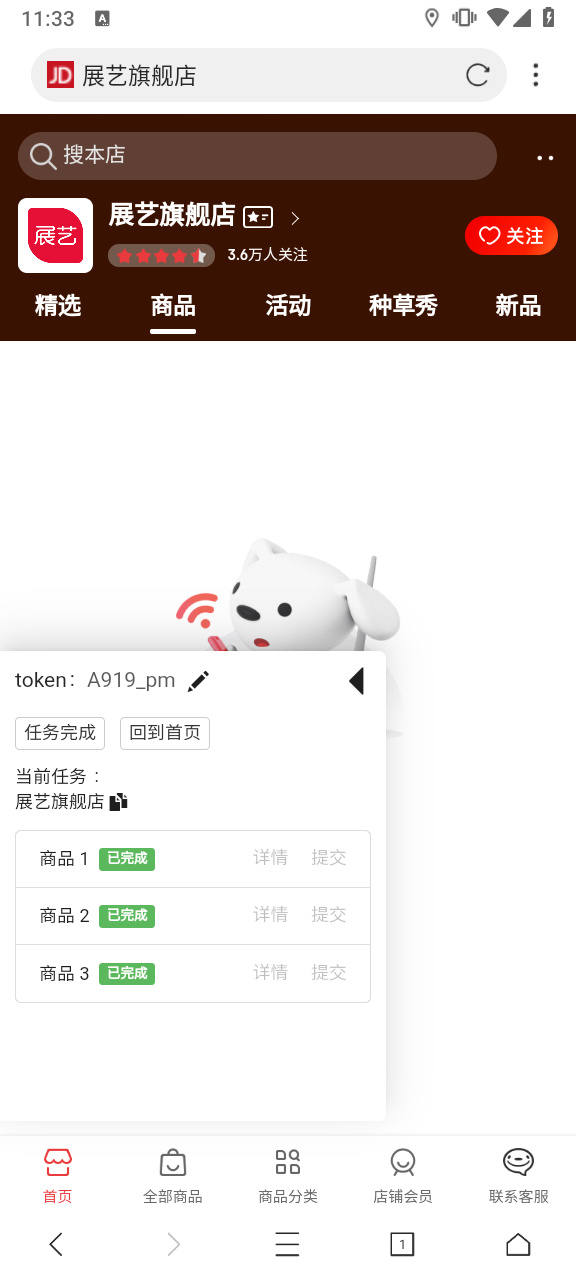 11:33 A
JD 展艺旗舰店
搜本店
展艺 展艺旗舰店
3.6万人关注 关注
精选 商品 活动 种草秀 新品
token： A919_pm
任务完成 回到首页
当前任务 ：
展艺旗舰店
商品 1 已完成 详情 提交
商品 2 已完成 详情 提交
商品 3 已完成 详情 提交
首页 全部商品 商品分类 店铺会员 联系客服
1